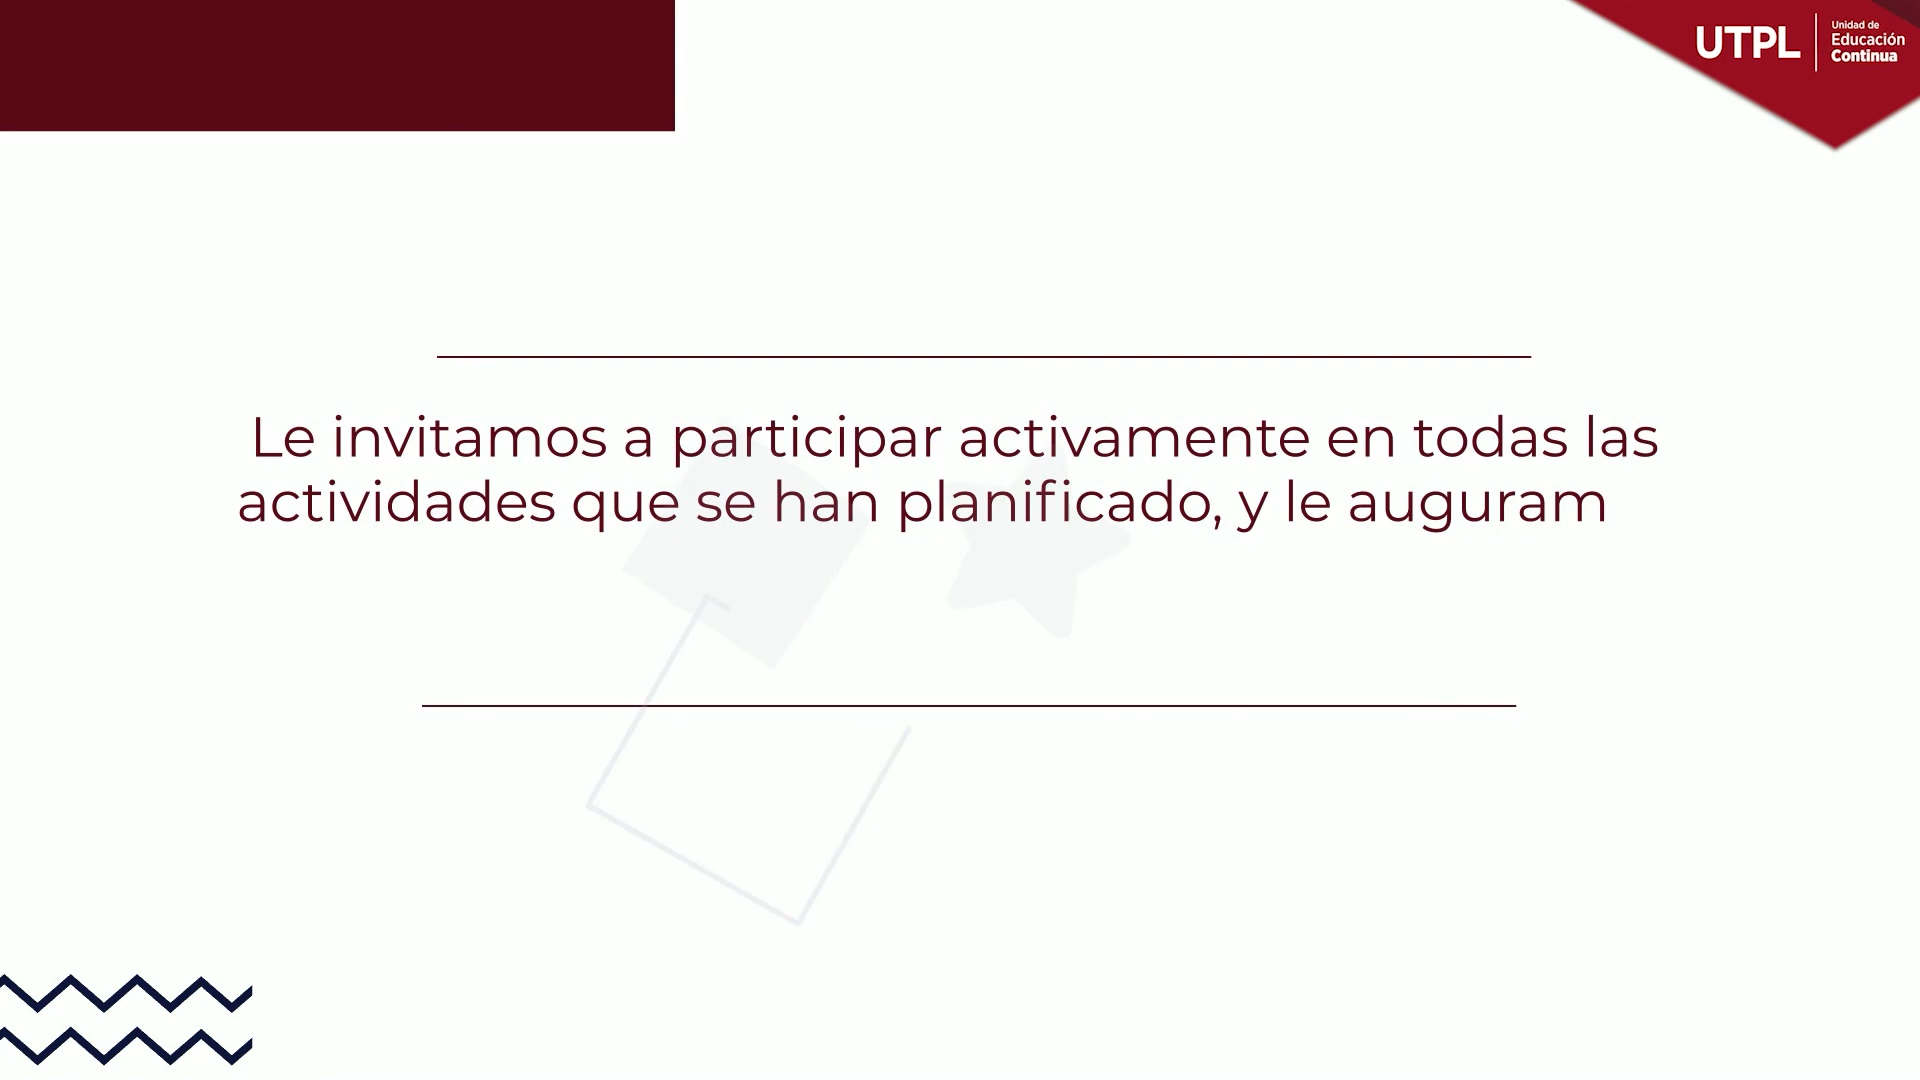 UTPL
Unidad de
Educación
Continua
Le invitamos a participar activamente en todas las
actividades que se han planificado, y le auguram